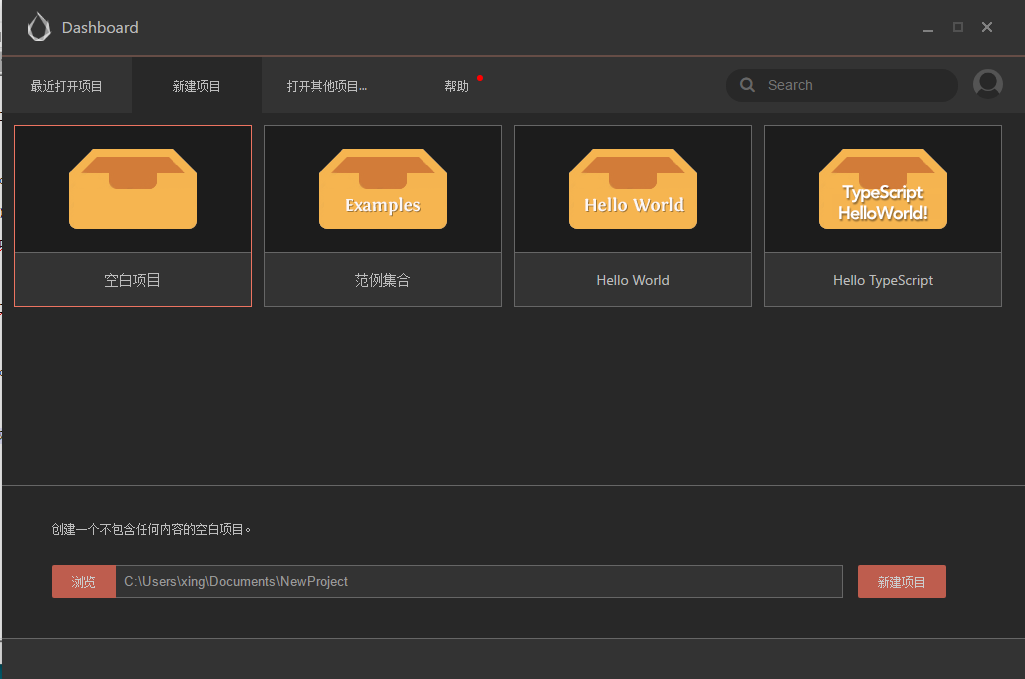 Dashboard
最近打开项目
新建项目
打开其他项目...
帮助
Search
Examples
Hello World
TypeScript
HelloWorld!
空白项目
范例集合
Hello World
Hello TypeScript
创建一个不包含任何内容的空白项目。
浏览
C:\Users\xing\Documents\NewProject
新建项目